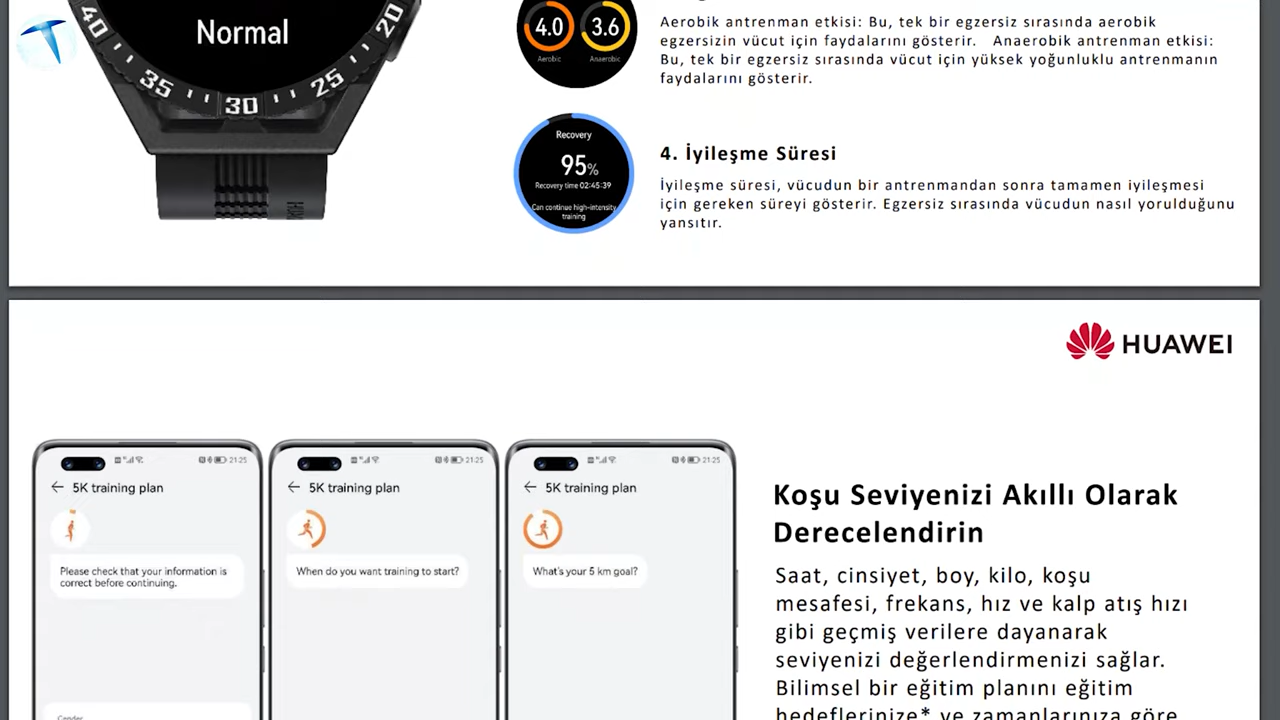 40
Normal
20
35
30
25
HUAWEI
4.0
3.6
Aerobic
Anaerobic
Aerobik antrenman etkisi: Bu, tek bir egzersiz sırasında aerobik
egzersizin vücut için faydalarını gösterir. Anaerobik antrenman etkisi:
Bu, tek bir egzersiz sırasında vücut için yüksek yoğunluklu antrenmanın
faydalarını gösterir.
Recovery
95%
Recovery time 02:45:39
Can continue high-intensity
training
4. İyileşme Süresi
İyileşme süresi, vücudun bir antrenmandan sonra tamamen iyileşmesi
için gereken süreyi gösterir. Egzersiz sırasında vücudun nasıl yorulduğunu
yansıtır.
HUAWEI
21:25
5K training plan
Please check that your information is
correct before continuing.
Gender
21:25
5K training plan
When do you want training to start?
21:25
5K training plan
What's your 5 km goal?
Koşu Seviyenizi Akıllı Olarak
Derecelendirin
Saat, cinsiyet, boy, kilo, koşu
mesafesi, frekans, hız ve kalp atış hızı
gibi geçmiş verilere dayanarak
seviyenizi değerlendirmenizi sağlar.
Bilimsel bir eğitim planını eğitim
hedeflerinize* ve zamanlarınıza göre